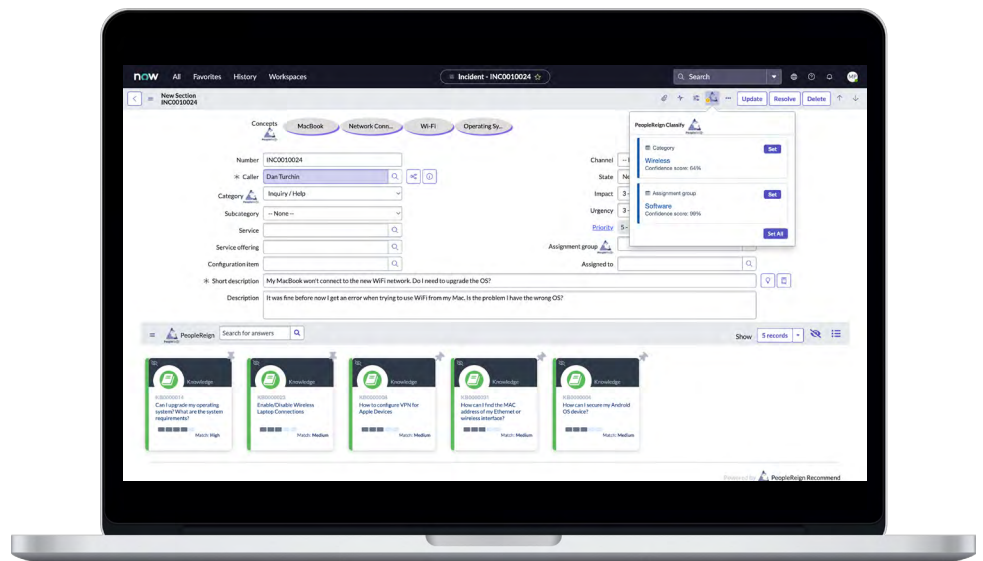 now All Favorites History Workspaces Incident - INC0010024 Search MP
New Section
INC0010024
Update Resolve Delete
Concepts MacBook Network Conn... Wi-Fi Operating Sy...
Number INC0010024
Caller Dan Turchin
Category Inquiry / Help
Subcategory -- None --
Service
Service offering
Configuration item
Short description My MacBook won't connect to the new WiFi network. Do I need to upgrade the OS?
Description It was fine before now I get an error when trying to use WiFi from my Mac, is the problem I have the wrong OS?
Channel
State Ne
Impact 3 -
Urgency 3 -
Priority 5 -
Assignment group
Assigned to
PeopleReign Classify
Category Set
Wireless
Confidence score: 64%
Assignment group Set
Software
Confidence score: 99%
Set All
PeopleReign Search for answers Show 5 records
Knowledge
KB0000014
Can I upgrade my operating
system? What are the system
requirements?
Match: High
Knowledge
Enable/Disable Wireless
Laptop Connections
Match: Medium
Knowledge
How to configure VPN for
Apple Devices
Match: Medium
Knowledge
How can I find the MAC
address of my Ethernet or
wireless interface?
Match: Medium
Knowledge
How can I secure my Android
OS device?
Match: Medium
Powered by PeopleReign Recommend